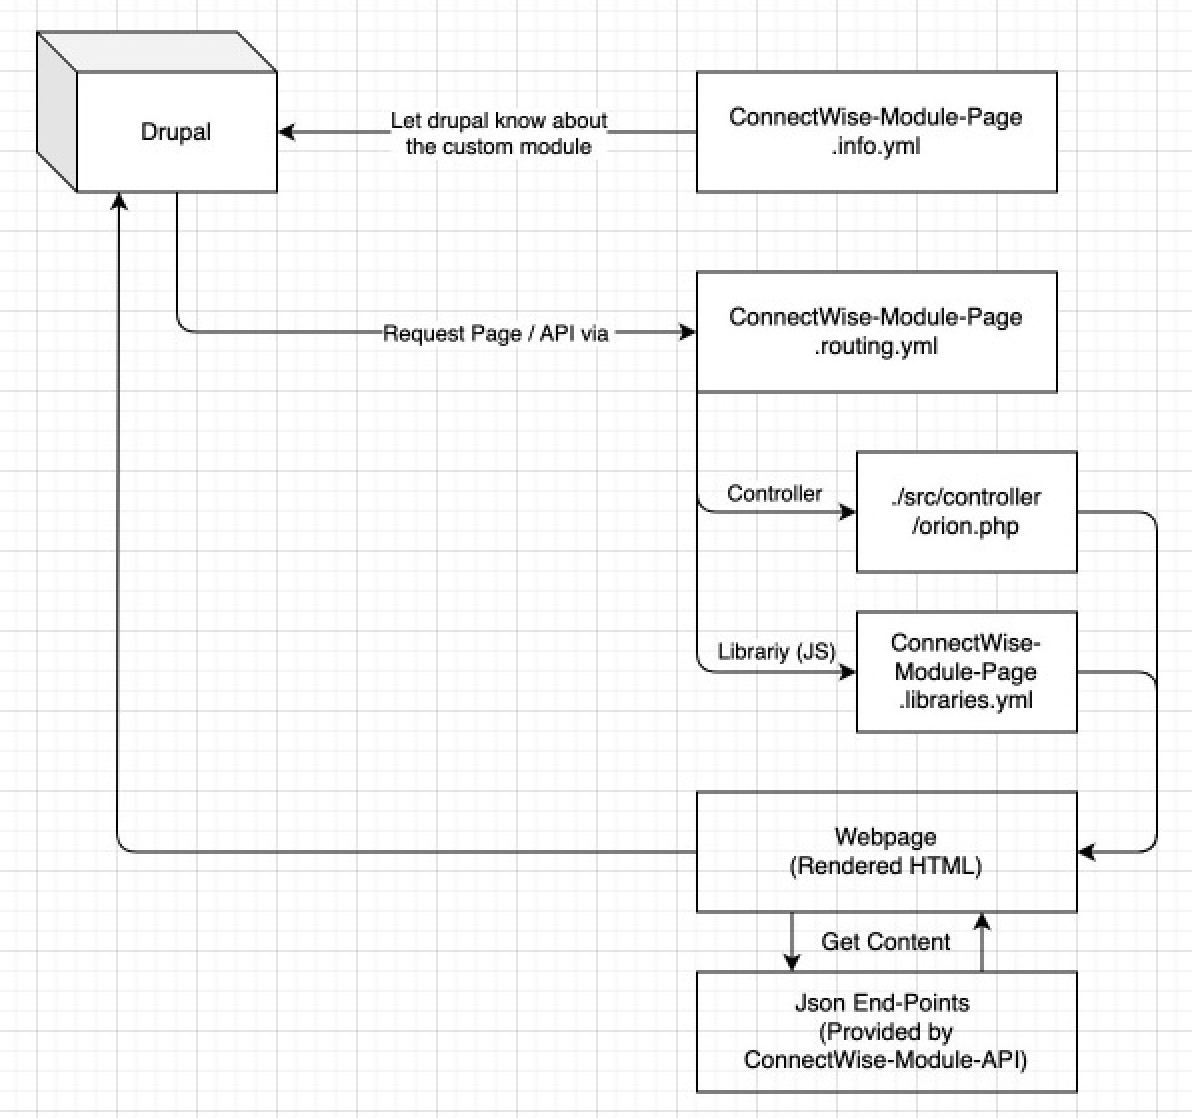 Drupal
Let drupal know about
the custom module
ConnectWise-Module-Page
.info.yml
Request Page / API via
ConnectWise-Module-Page
.routing.yml
Controller
./src/controller
/orion.php
Librariy (JS)
ConnectWise-
Module-Page
.libraries.yml
Webpage
(Rendered HTML)
Get Content
Json End-Points
(Provided by
ConnectWise-Module-API)